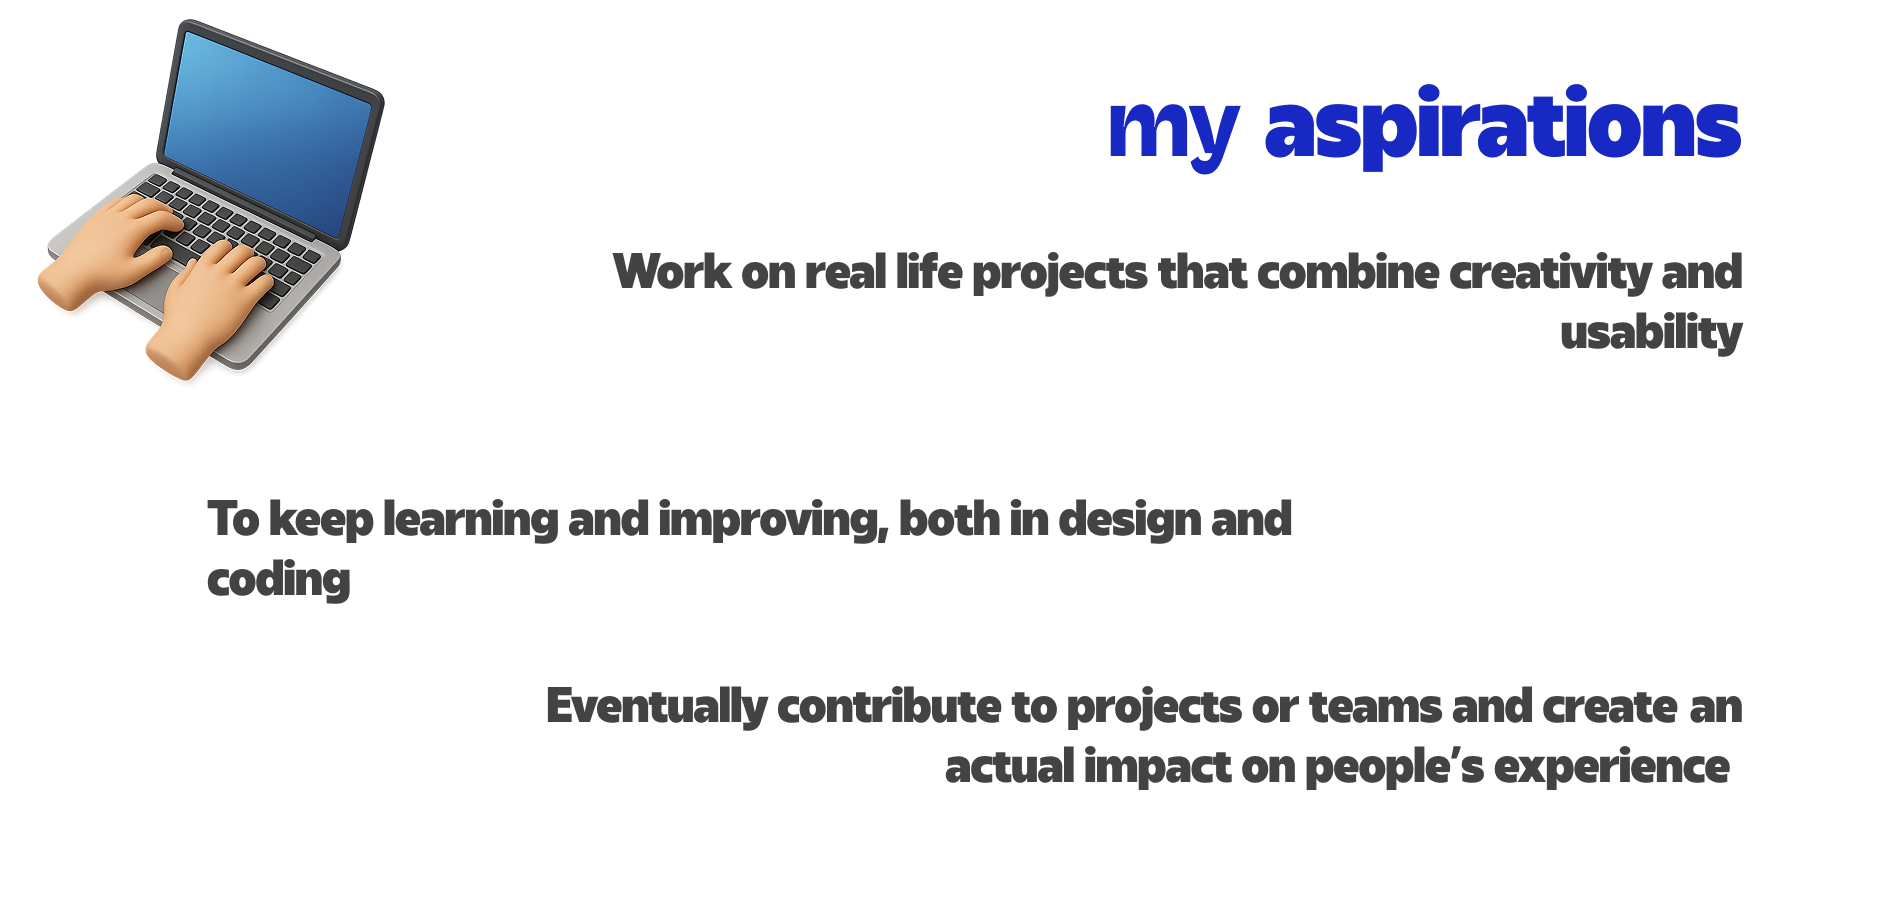 my aspirations
Work on real life projects that combine creativity and
usability
To keep learning and improving, both in design and
coding
Eventually contribute to projects or teams and create an
actual impact on people’s experience